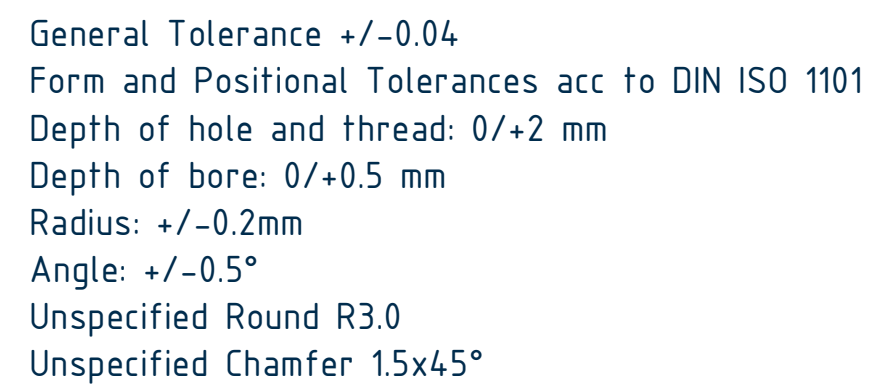 General Tolerance +/-0.04
Form and Positional Tolerances acc to DIN ISO 1101
Depth of hole and thread: 0/+2 mm
Depth of bore: 0/+0.5 mm
Radius: +/-0.2mm
Angle: +/-0.5°
Unspecified Round R3.0
Unspecified Chamfer 1.5x45°